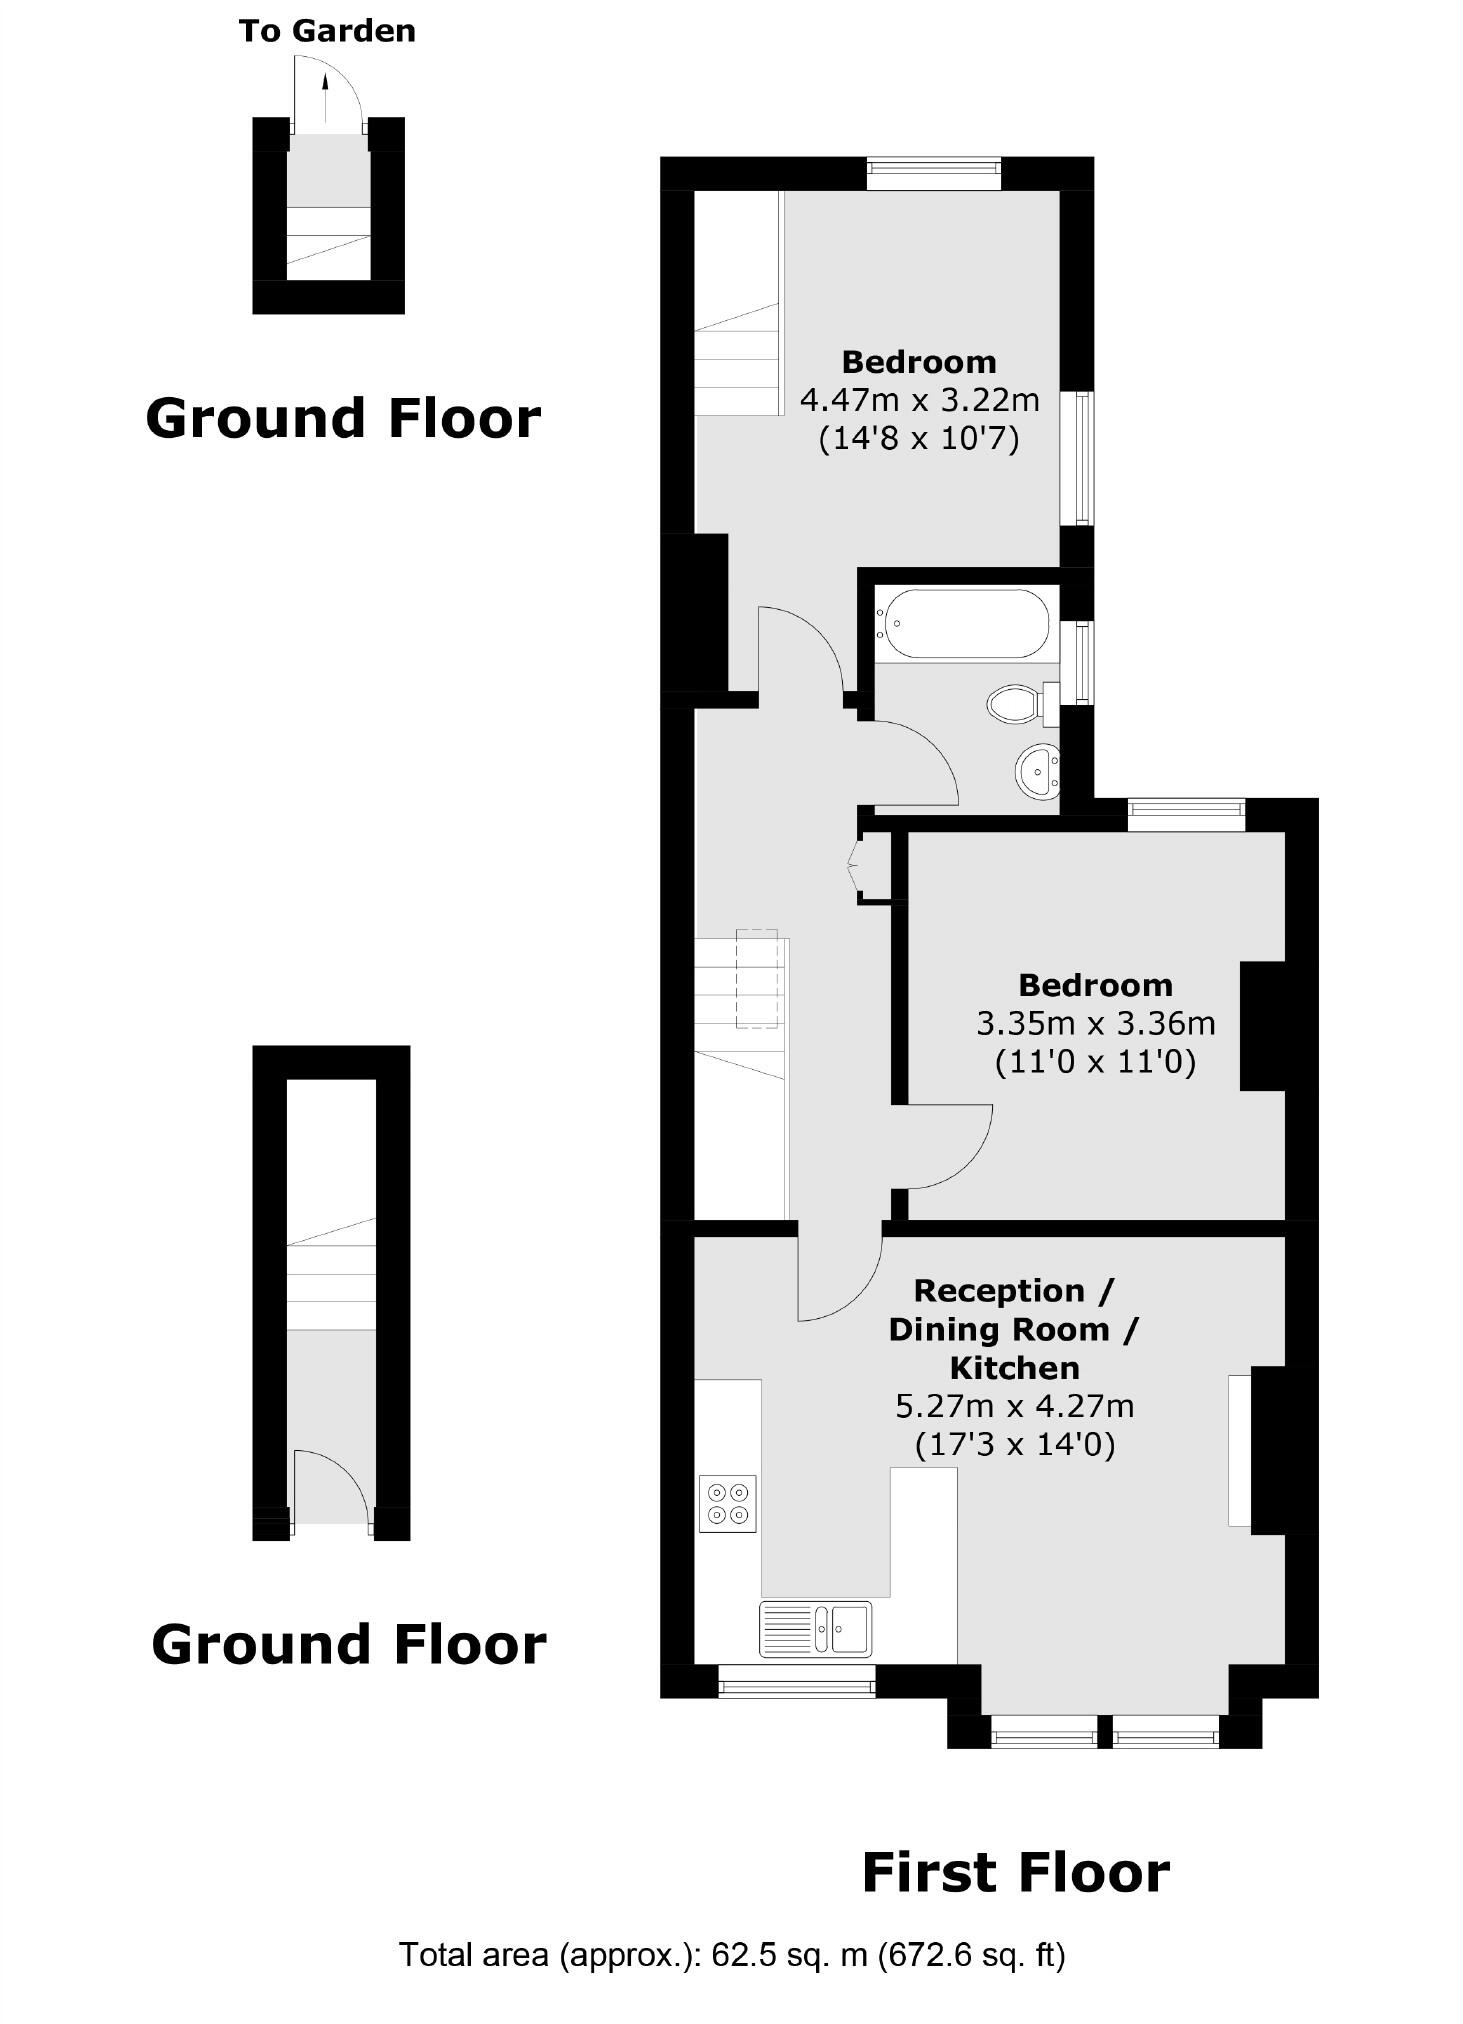 To Garden
Ground Floor
Bedroom
4.47m x 3.22m
(14'8 x 10'7)
Bedroom
3.35m x 3.36m
(11'0 x 11'0)
Reception /
Dining Room /
Kitchen
5.27m x 4.27m
(17'3 x 14'0)
Ground Floor
First Floor
Total area (approx.): 62.5 sq. m (672.6 sq. ft)